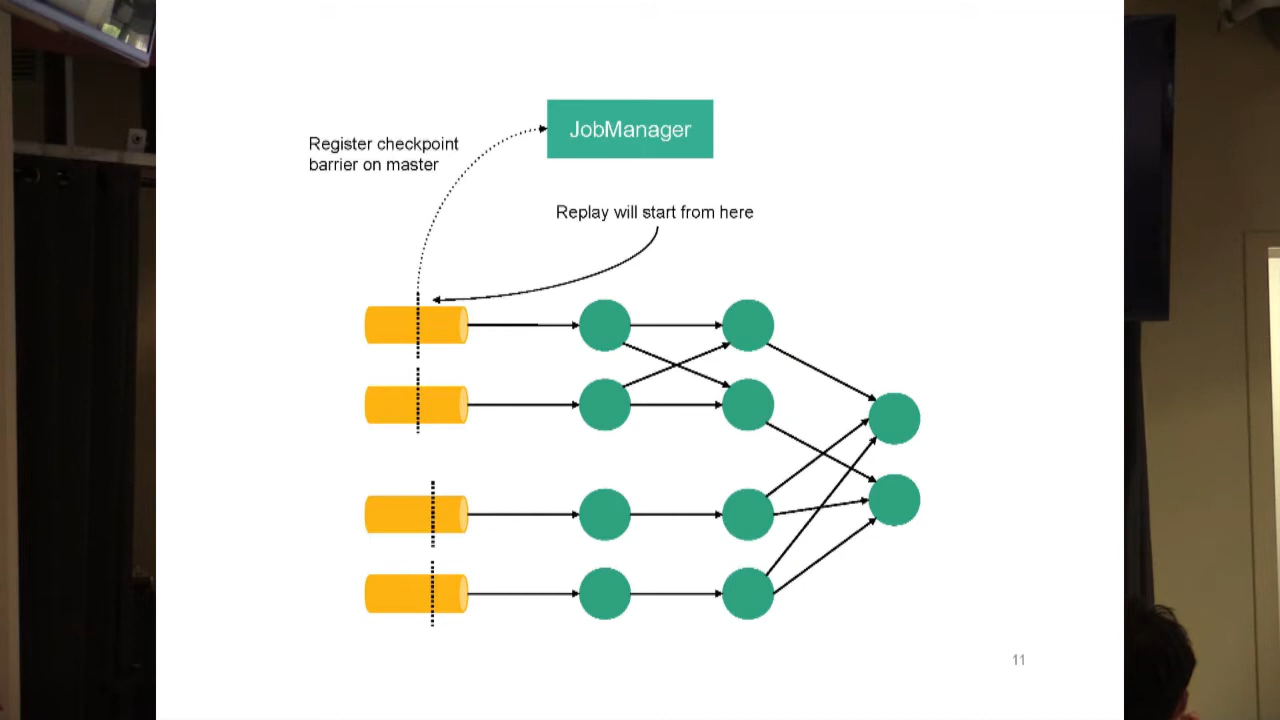 JobManager
Register checkpoint
barrier on master
Replay will start from here
11